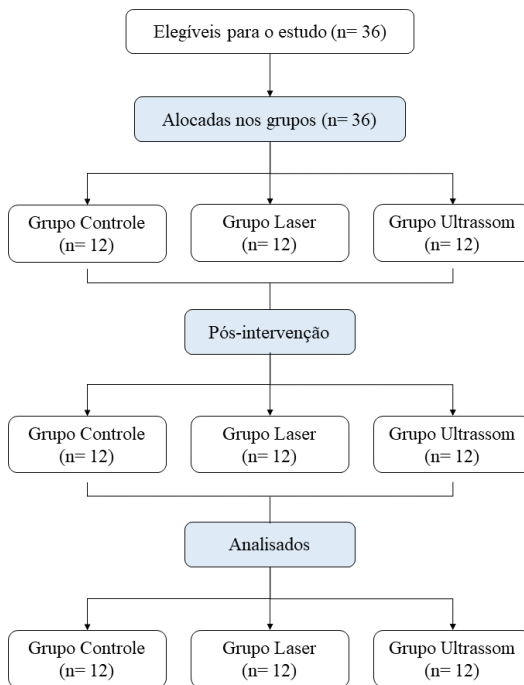 Elegíveis para o estudo (n= 36)
Alocadas nos grupos (n= 36)
Grupo Controle
(n= 12)
Grupo Laser
(n= 12)
Grupo Ultrassom
(n= 12)
Pós-intervenção
Grupo Controle
(n= 12)
Grupo Laser
(n= 12)
Grupo Ultrassom
(n= 12)
Analisados
Grupo Controle
(n= 12)
Grupo Laser
(n= 12)
Grupo Ultrassom
(n= 12)